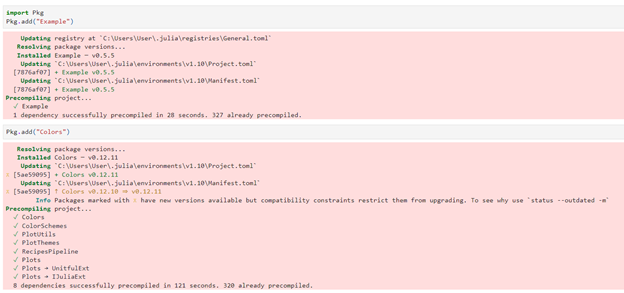 import Pkg
Pkg.add("Example")
Updating registry at `C:\Users\User\.julia\registries\General.toml`
Resolving package versions...
Installed Example ─ v0.5.5
Updating `C:\Users\User\.julia\environments\v1.10\Project.toml`
[7876af07] + Example v0.5.5
Updating `C:\Users\User\.julia\environments\v1.10\Manifest.toml`
[7876af07] + Example v0.5.5
Precompiling project...
✓ Example
1 dependency successfully precompiled in 28 seconds. 327 already precompiled.
Pkg.add("Colors")
Resolving package versions...
Installed Colors ─ v0.12.11
Updating `C:\Users\User\.julia\environments\v1.10\Project.toml`
⌃ [5ae59095] + Colors v0.12.11
Updating `C:\Users\User\.julia\environments\v1.10\Manifest.toml`
⌃ [5ae59095] ↑ Colors v0.12.10 ⇒ v0.12.11
Info Packages marked with ⌃ have new versions available but compatibility constraints restrict them from upgrading. To see why use `status --outdated -m`
Precompiling project...
✓ Colors
✓ ColorSchemes
✓ PlotUtils
✓ PlotThemes
✓ RecipesPipeline
✓ Plots
✓ Plots → UnitfulExt
✓ Plots → IJuliaExt
8 dependencies successfully precompiled in 121 seconds. 320 already precompiled.